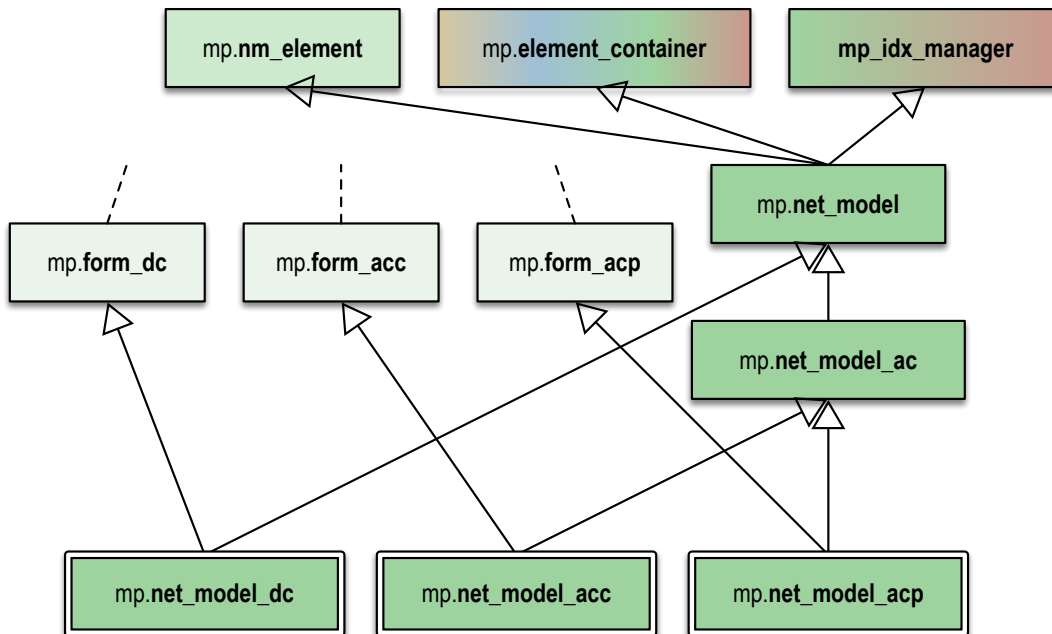 mp.nm_element
mp.element_container
mp_idx_manager
mp.net_model
mp.form_dc
mp.form_acc
mp.form_acp
mp.net_model_ac
mp.net_model_dc
mp.net_model_acc
mp.net_model_acp